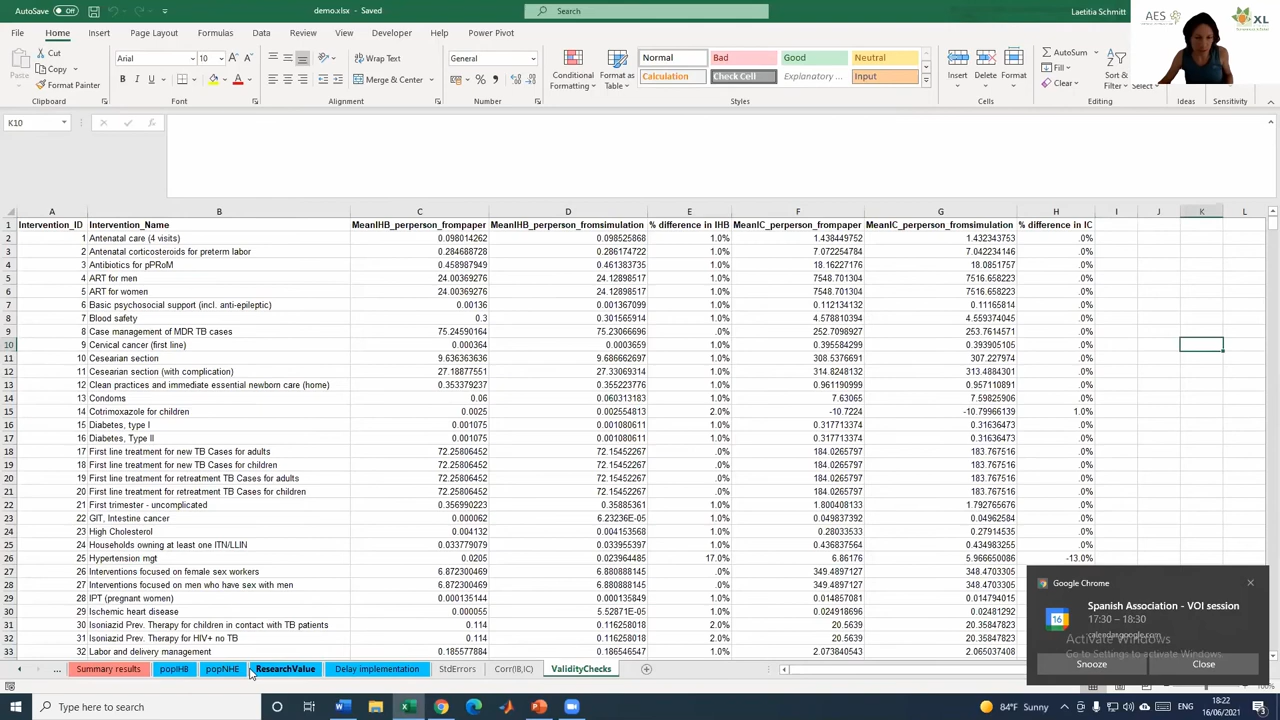 AutoSave Off demo.xlsx - Saved Search Laetitia Schmitt AES XL
File Home Insert Page Layout Formulas Data Review View Developer Help Power Pivot
Cut Copy Format Painter Paste Clipboard
Arial 10 Font
Wrap Text Merge & Center Alignment
General Number
Conditional Formatting Format as Table
Normal Bad Good Neutral
Calculation Check Cell Explanatory ... Input
Styles
Insert Delete Format Cells
AutoSum Fill Clear Sort & Filter Select Editing
Ideas Sensitivity
K10 fx
A B C D E F G H I J K L
1 Intervention_ID Intervention_Name MeanIHB_perperson_frompaper MeanIHB_perperson_fromsimulation % difference in IHB MeanIC_perperson_frompaper MeanIC_perperson_fromsimulation % difference in IC
2 1 Antenatal care (4 visits) 0.098014262 0.098525868 1.0% 1.438449752 1.432343753 .0%
3 2 Antenatal corticosteroids for preterm labor 0.284688728 0.286174722 1.0% 7.072254784 7.042234146 .0%
4 3 Antibiotics for pPRoM 0.458987949 0.461383735 1.0% 18.16227176 18.0851757 .0%
5 4 ART for men 24.00369276 24.12898517 1.0% 7548.701344 7516.658223 .0%
6 5 ART for women 24.00369276 24.12898517 1.0% 7548.701344 7516.658223 .0%
7 6 Basic psychosocial support (incl. anti-epileptic) 0.00136 0.001367099 1.0% 0.112134132 0.11165814 .0%
8 7 Blood safety 0.3 0.301565914 1.0% 4.578810394 4.559374045 .0%
9 8 Case management of MDR TB cases 75.24590164 75.23066696 .0% 252.7098927 253.7614571 .0%
10 9 Cervical cancer (first line) 0.000364 0.0003659 1.0% 0.395584299 0.393905105 .0%
11 10 Cesearian section 9.636363636 9.686662697 1.0% 308.5376691 307.227974 .0%
12 11 Cesearian section (with complication) 27.18877551 27.33069314 1.0% 314.8248132 313.4884301 .0%
13 12 Clean practices and immediate essential newborn care (home) 0.353379237 0.355223776 1.0% 0.961190999 0.957110891 .0%
14 13 Condoms 0.06 0.060313183 1.0% 7.63065 7.59825906 .0%
15 14 Cotrimoxazole for children 0.0025 0.002554813 2.0% -10.7224 -10.79966139 1.0%
16 15 Diabetes, type I 0.001075 0.001080611 1.0% 0.317713374 0.31636473 .0%
17 16 Diabetes, Type II 0.001075 0.001080611 1.0% 0.317713374 0.31636473 .0%
18 17 First line treatment for new TB Cases for adults 72.25806452 72.15452267 .0% 184.0265797 183.767516 .0%
19 18 First line treatment for new TB Cases for children 72.25806452 72.15452267 .0% 184.0265797 183.767516 .0%
20 19 First line treatment for retreatment TB Cases for adults 72.25806452 72.15452267 .0% 184.0265797 183.767516 .0%
21 20 First line treatment for retreatment TB Cases for children 72.25806452 72.15452267 .0% 184.0265797 183.767516 .0%
22 21 First trimester - uncomplicated 0.356990223 0.35885361 1.0% 1.800408133 1.792765676 .0%
23 22 GIT, Intestine cancer 0.000062 6.23236E-05 1.0% 0.049837392 0.04962584 .0%
24 23 High Cholesterol 0.004132 0.004153568 1.0% 0.28033533 0.27914535 .0%
25 24 Households owning at least one ITN/LLIN 0.033779079 0.033955397 1.0% 0.436837564 0.434983255 .0%
26 25 Hypertension mgt 0.0205 0.023964485 17.0% 6.86176 5.966650086 -13.0%
27 26 Interventions focused on female sex workers 6.872300469 6.880888145 .0% 349.4897127 348.4703305 .0%
28 27 Interventions focused on men who have sex with men 6.872300469 6.880888145 .0% 349.4897127 348.4703305
29 28 IPT (pregnant women) 0.000135144 0.000135849 1.0% 0.014857081 0.014794015
30 29 Ischemic heart disease 0.000055 5.52871E-05 1.0% 0.024918696 0.02481292
31 30 Isoniazid Prev. Therapy for children in contact with TB patients 0.114 0.116251428 2.0% 20.5639 20.35847123
32 31 Isoniazid Prev. Therapy for HIV+ no TB 0.114 0.116251428 2.0% 20.5639 20.35847123
33 32 Labor and delivery management 0.185465427 0.186546547 1.0% 2.073840543 2.065037408
Google Chrome
Spanish Association - VOI session
17:30 – 18:30
calendar.google.com
Activate Windows
Go to Settings to activate Windows.
Snooze Close
... Summary results popIHB popNHE ResearchValue Delay implementation StdErrors Corr(IB,IC) ValidityChecks
Type here to search 84°F Sunny 18:22
16/06/2021